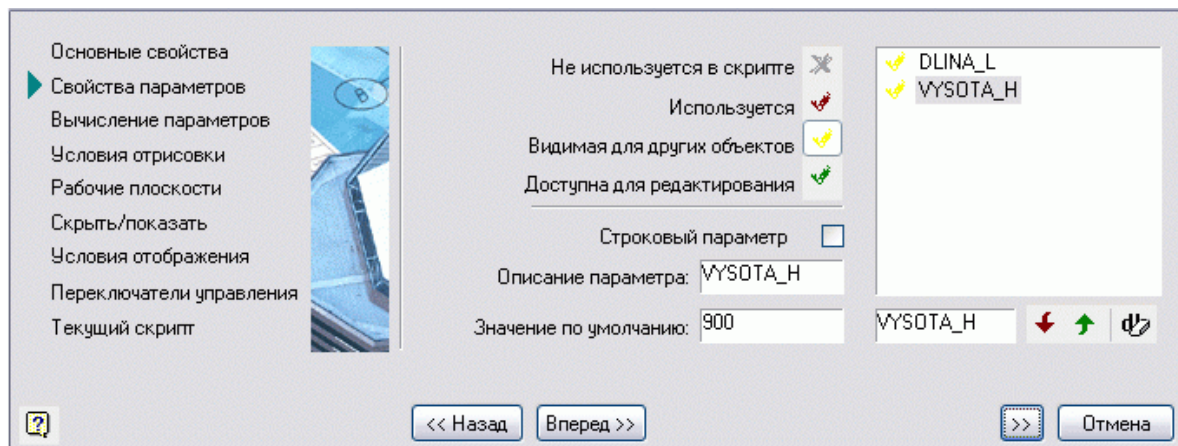 Основные свойства
Свойства параметров
Вычисление параметров
Условия отрисовки
Рабочие плоскости
Скрыть/показать
Условия отображения
Переключатели управления
Текущий скрипт
Не используется в скрипте
Используется
Видимая для других объектов
Доступна для редактирования
Строковый параметр
Описание параметра: VYSOTA_H
Значение по умолчанию: 900
DLINA_L
VYSOTA_H
VYSOTA_H
<< Назад
Вперед >>
>>
Отмена